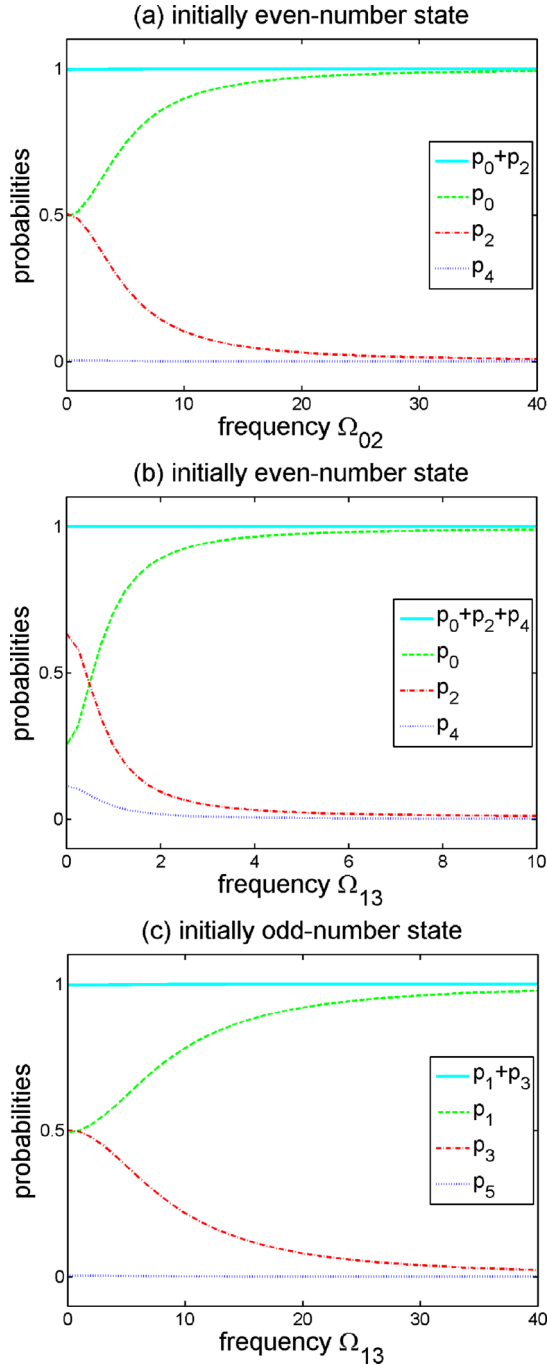 (a) initially even-number state
1
0.5
0
probabilities
p₀+p₂
p₀
p₂
p₄
0 10 20 30 40
frequency Ω₀₂
(b) initially even-number state
1
0.5
0
probabilities
p₀+p₂+p₄
p₀
p₂
p₄
0 2 4 6 8 10
frequency Ω₁₃
(c) initially odd-number state
1
0.5
0
probabilities
p₁+p₃
p₁
p₃
p₅
0 10 20 30 40
frequency Ω₁₃